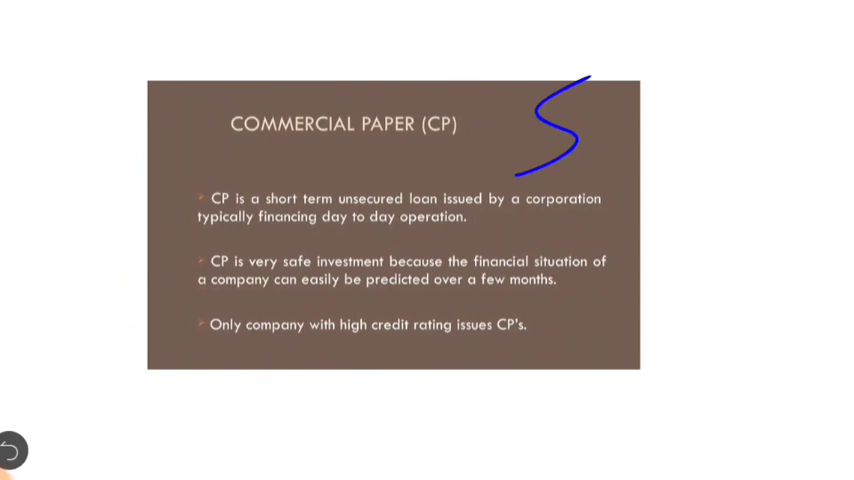 COMMERCIAL PAPER (CP)
CP is a short term unsecured loan issued by a corporation
typically financing day to day operation.
CP is very safe investment because the financial situation of
a company can easily be predicted over a few months.
Only company with high credit rating issues CP's.